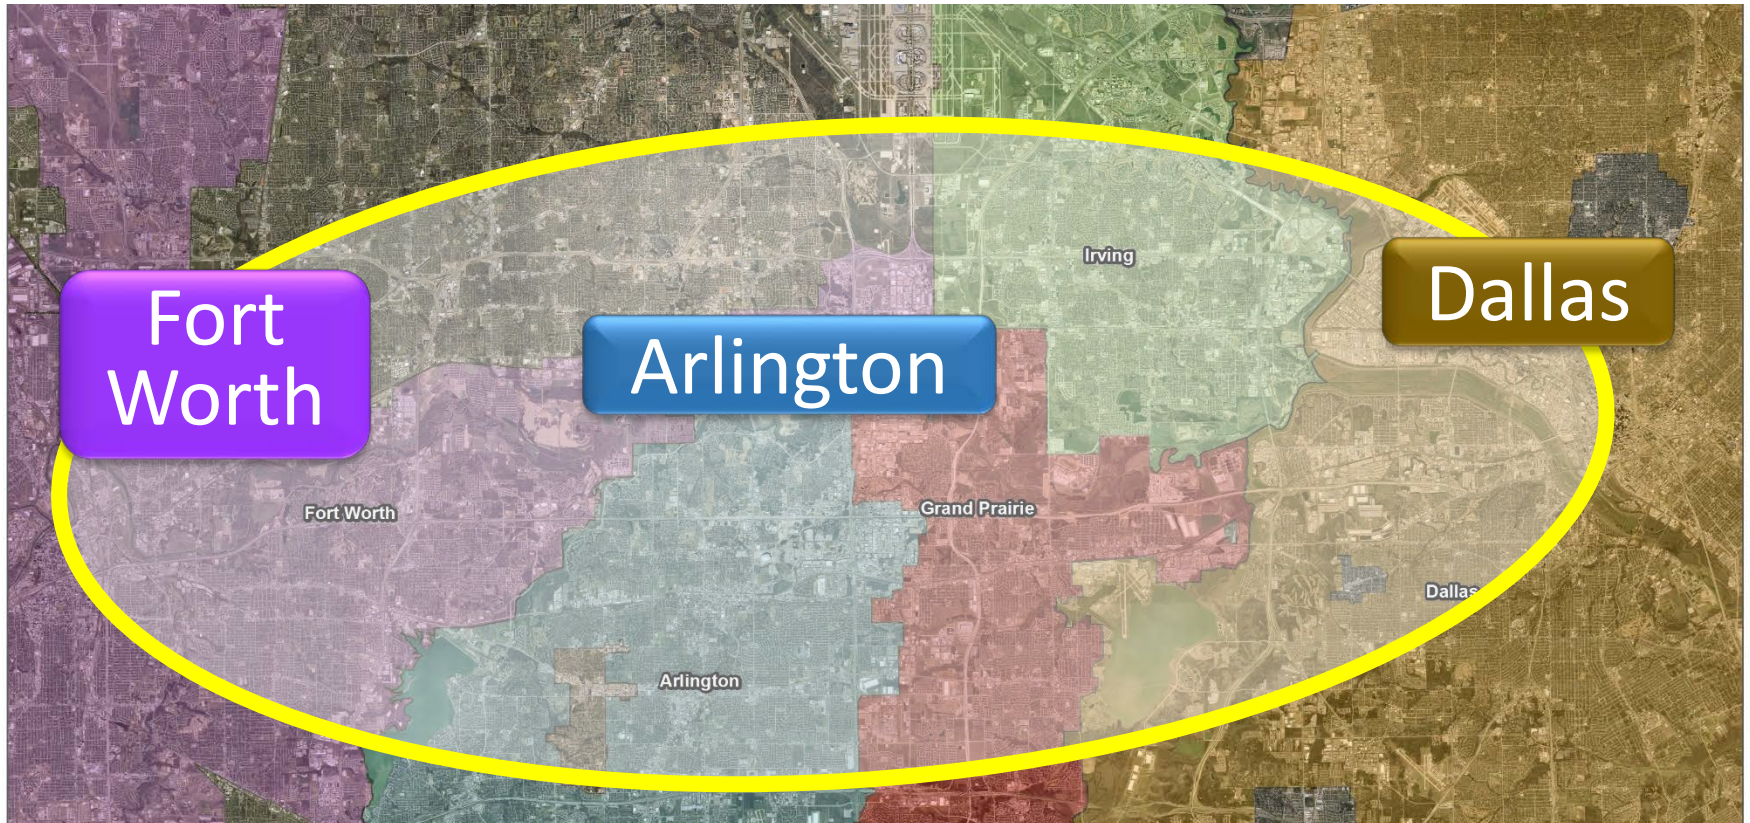 Irving
Dallas
Fort
Worth
Arlington
Fort Worth
Grand Prairie
Dallas
Arlington